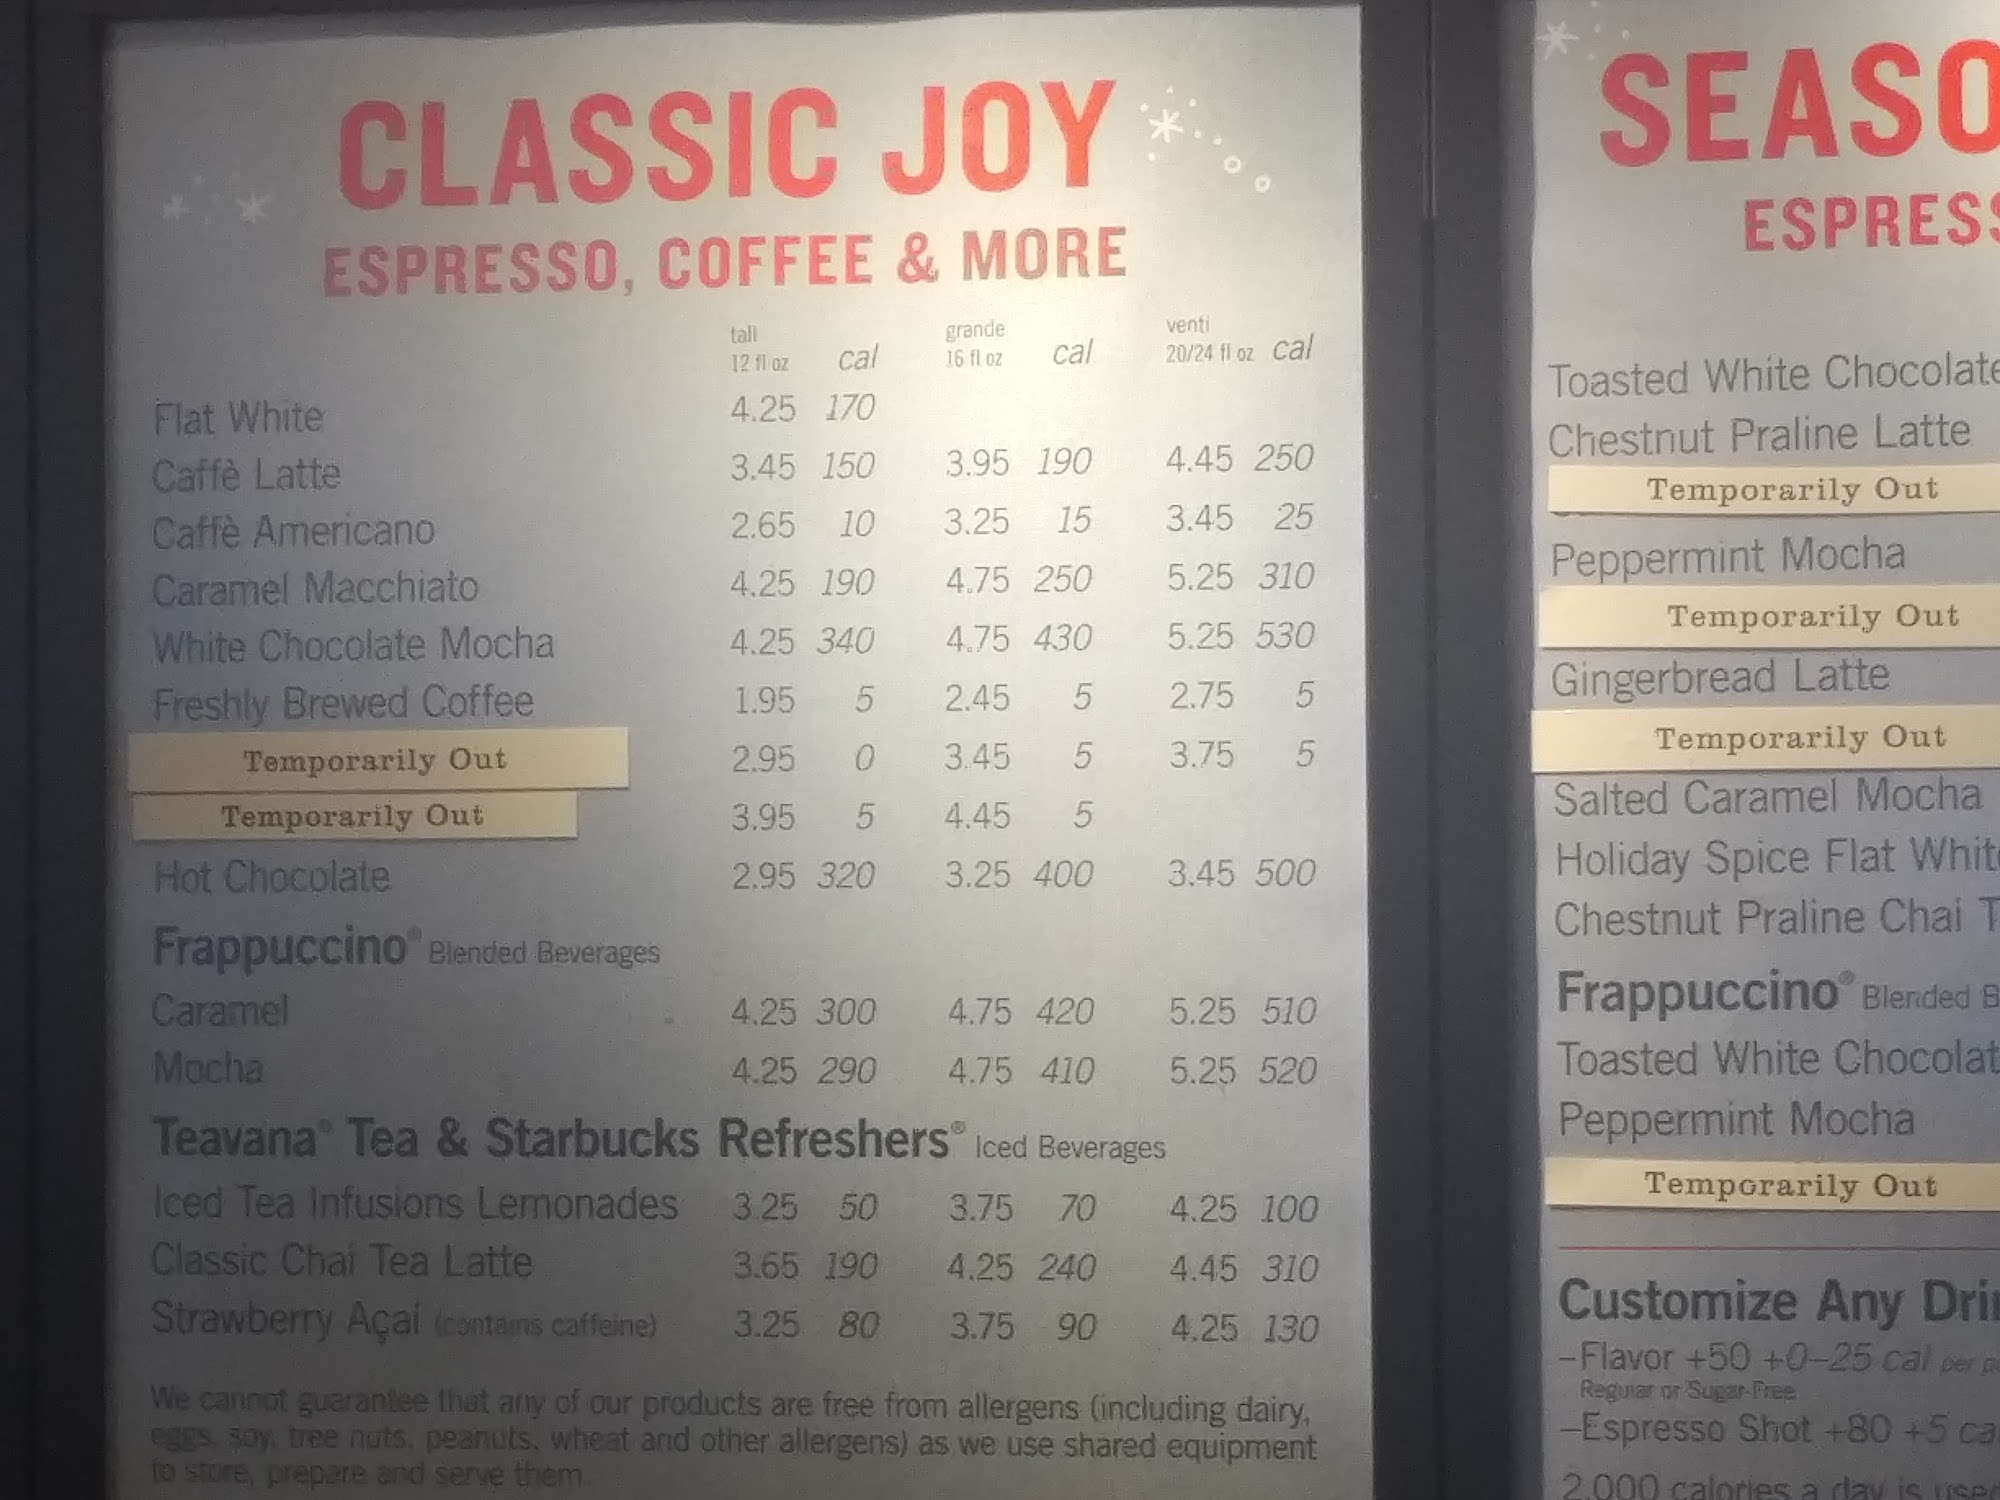 CLASSIC JOY
ESPRESSO, COFFEE & MORE
tall grande venti
12 fl oz cal 16 fl oz cal 20/24 fl oz cal
Flat White 4.25 170
Caffè Latte 3.45 150 3.95 190 4.45 250
Caffè Americano 2.65 10 3.25 15 3.45 25
Caramel Macchiato 4.25 190 4.75 250 5.25 310
White Chocolate Mocha 4.25 340 4.75 430 5.25 530
Freshly Brewed Coffee 1.95 5 2.45 5 2.75 5
Temporarily Out 2.95 0 3.45 5 3.75 5
Temporarily Out 3.95 5 4.45 5
Hot Chocolate 2.95 320 3.25 400 3.45 500
Frappuccino® Blended Beverages
Caramel 4.25 300 4.75 420 5.25 510
Mocha 4.25 290 4.75 410 5.25 520
Teavana® Tea & Starbucks Refreshers® Iced Beverages
Iced Tea Infusions Lemonades 3.25 50 3.75 70 4.25 100
Classic Chai Tea Latte 3.65 190 4.25 240 4.45 310
Strawberry Açaí (contains caffeine) 3.25 80 3.75 90 4.25 130
We cannot guarantee that any of our products are free from allergens (including dairy,
eggs, soy, tree nuts, peanuts, wheat and other allergens) as we use shared equipment
to store, prepare and serve them
SEASO
ESPRESS
Toasted White Chocolate
Chestnut Praline Latte
Temporarily Out
Peppermint Mocha
Temporarily Out
Gingerbread Latte
Temporarily Out
Salted Caramel Mocha
Holiday Spice Flat White
Chestnut Praline Chai T
Frappuccino® Blended B
Toasted White Chocolat
Peppermint Mocha
Temporarily Out
Customize Any Drin
–Flavor +50 +0–25 cal per
Regular or Sugar-Free
–Espresso Shot +80 +5 ca
2,000 calories a day is used